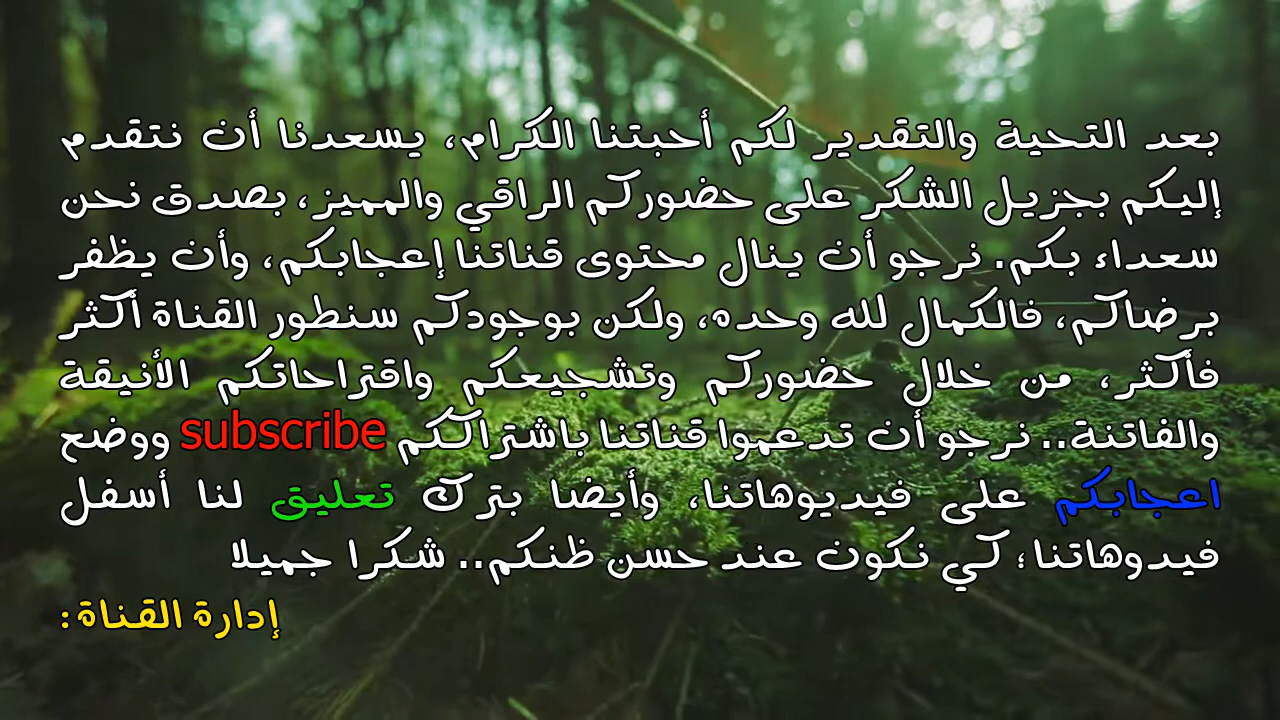 بعد التحية والتقدير لكم أحبتنا الكرام، يسعدنا أن نتقدم
إليكم بجزيل الشكر على حضوركم الراقي والمميز، بصدق نحن
سعداء بكم. نرجو أن ينال محتوى قناتنا إعجابكم، وأن يظفر
برضاكم، فالكمال لله وحده، ولكن بوجودكم سنطور القناة أكثر
فأكثر، من خلال حضوركم وتشجيعكم واقتراحاتكم الأنيقة
والفاتنة.. نرجو أن تدعموا قناتنا باشتراككم subscribe ووضع
اعجابكم على فيديوهاتنا، وأيضا بترك تعليق لنا أسفل
فيدوهاتنا؛ كي نكون عند حسن ظنكم.. شكرا جميلا
إدارة القناة: